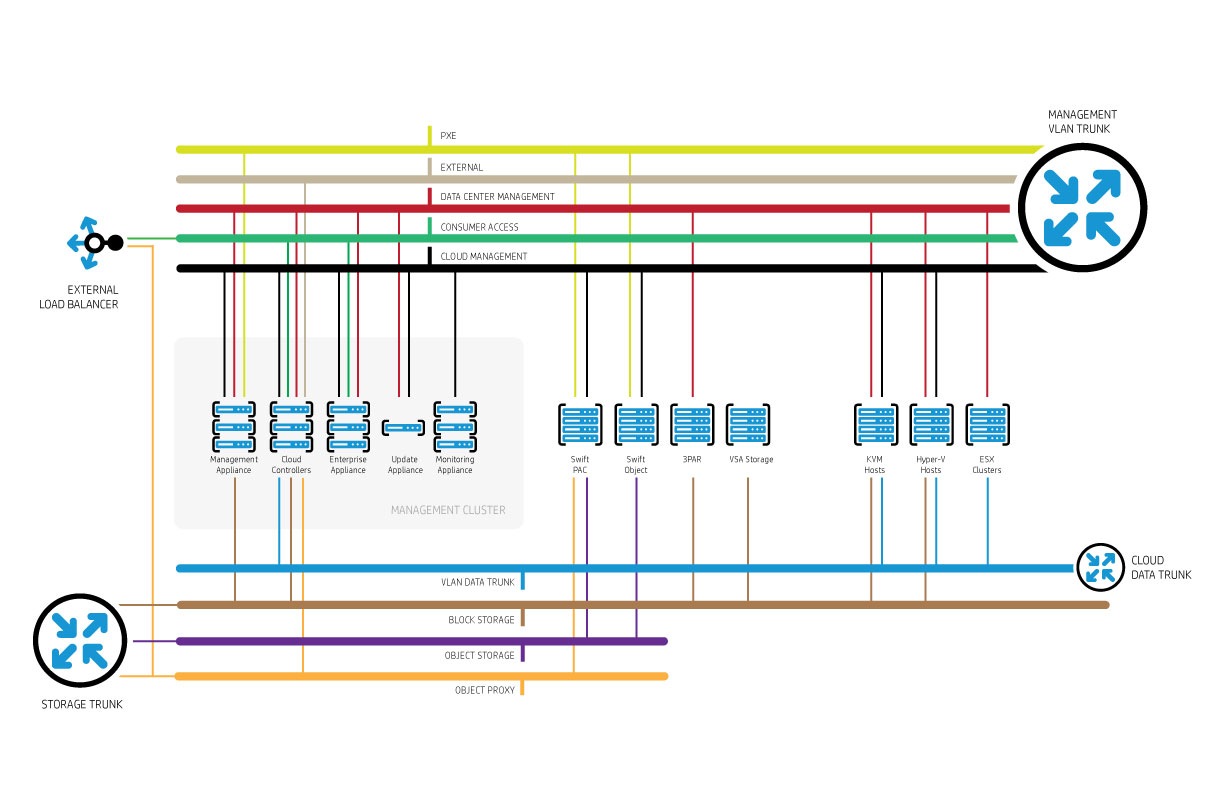 MANAGEMENT
VLAN TRUNK
PXE
EXTERNAL
DATA CENTER MANAGEMENT
CONSUMER ACCESS
CLOUD MANAGEMENT
EXTERNAL
LOAD BALANCER
Management
Appliance
Cloud
Controllers
Enterprise
Appliance
Update
Appliance
Monitoring
Appliance
Swift
PAC
Swift
Object
3PAR
VSA Storage
KVM
Hosts
Hyper-V
Hosts
ESX
Clusters
MANAGEMENT CLUSTER
CLOUD
DATA TRUNK
VLAN DATA TRUNK
BLOCK STORAGE
OBJECT STORAGE
OBJECT PROXY
STORAGE TRUNK